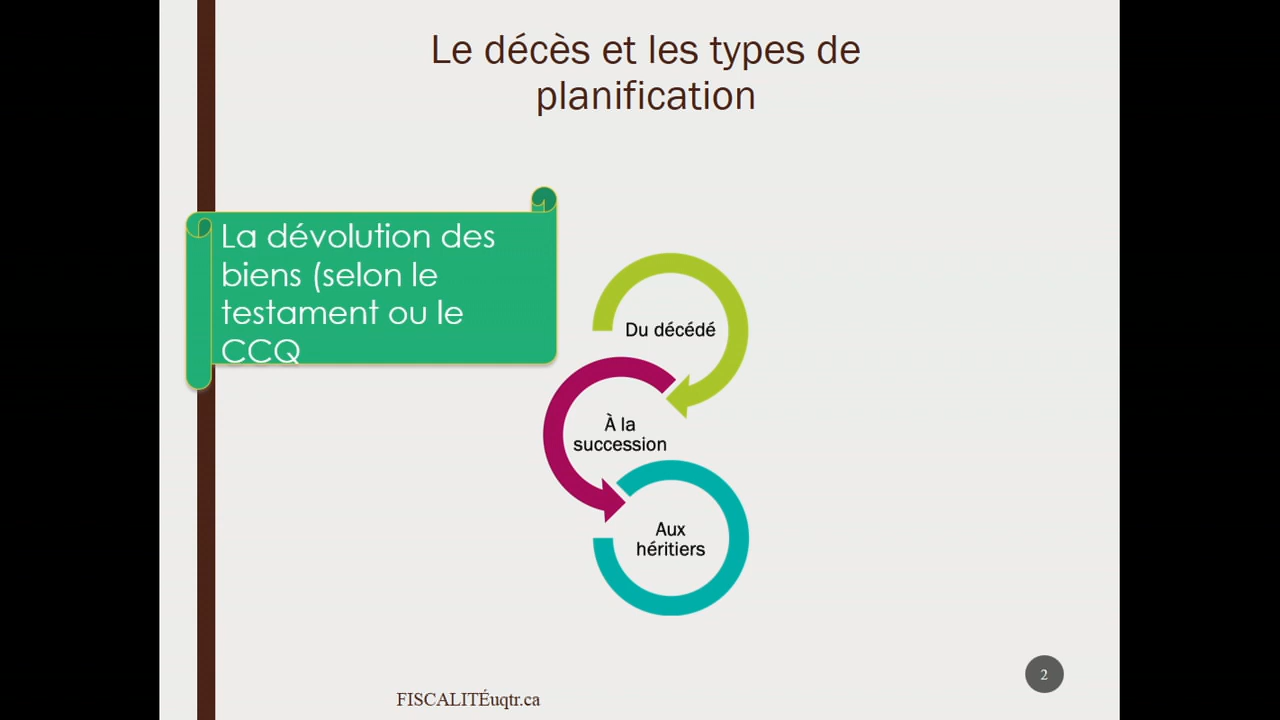 Le décès et les types de
planification
La dévolution des
biens (selon le
testament ou le
CCQ
Du décédé
À la
succession
Aux
héritiers
FISCALITÉuqtr.ca
2